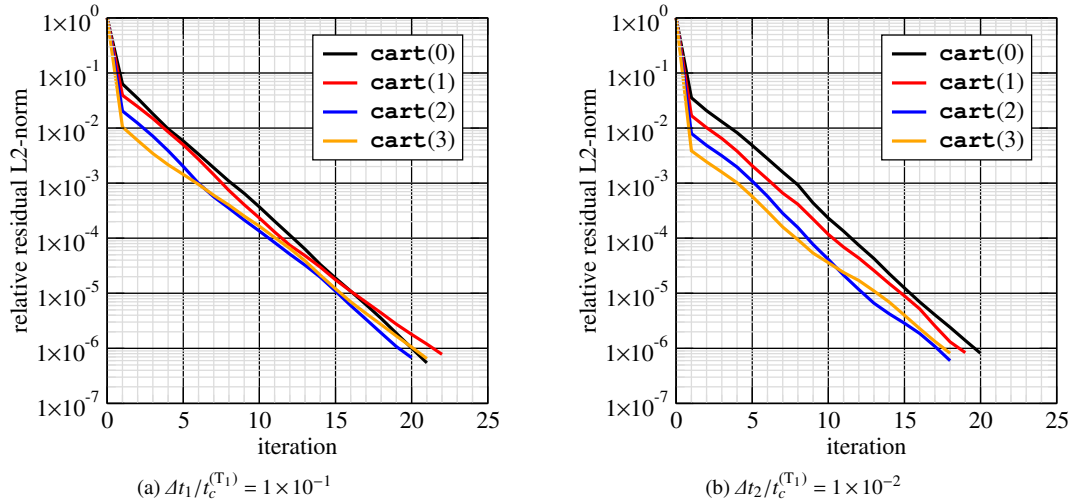 relative residual L2-norm
1×10^0
1×10^-1
1×10^-2
1×10^-3
1×10^-4
1×10^-5
1×10^-6
1×10^-7
cart(0)
cart(1)
cart(2)
cart(3)
0 5 10 15 20 25
iteration
(a) Δt₁/t_c^(T₁) = 1 × 10^−1
relative residual L2-norm
1×10^0
1×10^-1
1×10^-2
1×10^-3
1×10^-4
1×10^-5
1×10^-6
1×10^-7
cart(0)
cart(1)
cart(2)
cart(3)
0 5 10 15 20 25
iteration
(b) Δt₂/t_c^(T₁) = 1 × 10^−2